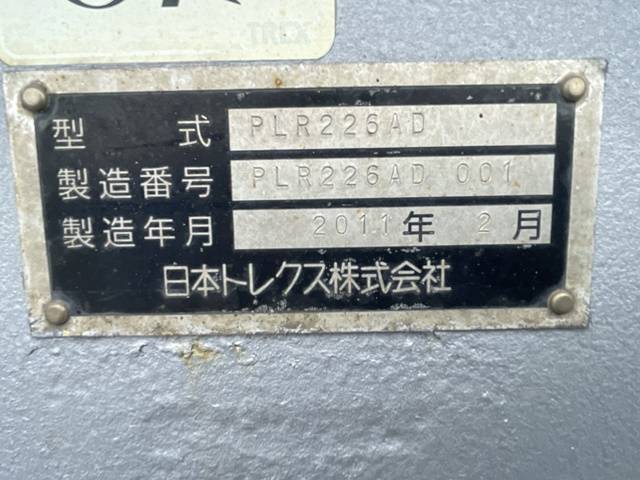 TREX
型 式 PLR226AD
製造番号 PLR226AD 001
製造年月 2011年 2月
日本トレクス株式会社